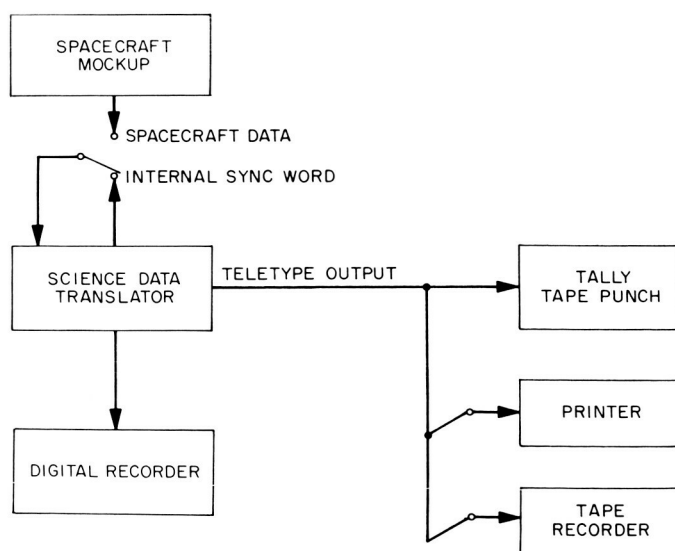 SPACECRAFT
MOCKUP
SPACECRAFT DATA
INTERNAL SYNC WORD
SCIENCE DATA
TRANSLATOR
TELETYPE OUTPUT
TALLY
TAPE PUNCH
PRINTER
DIGITAL RECORDER
TAPE
RECORDER